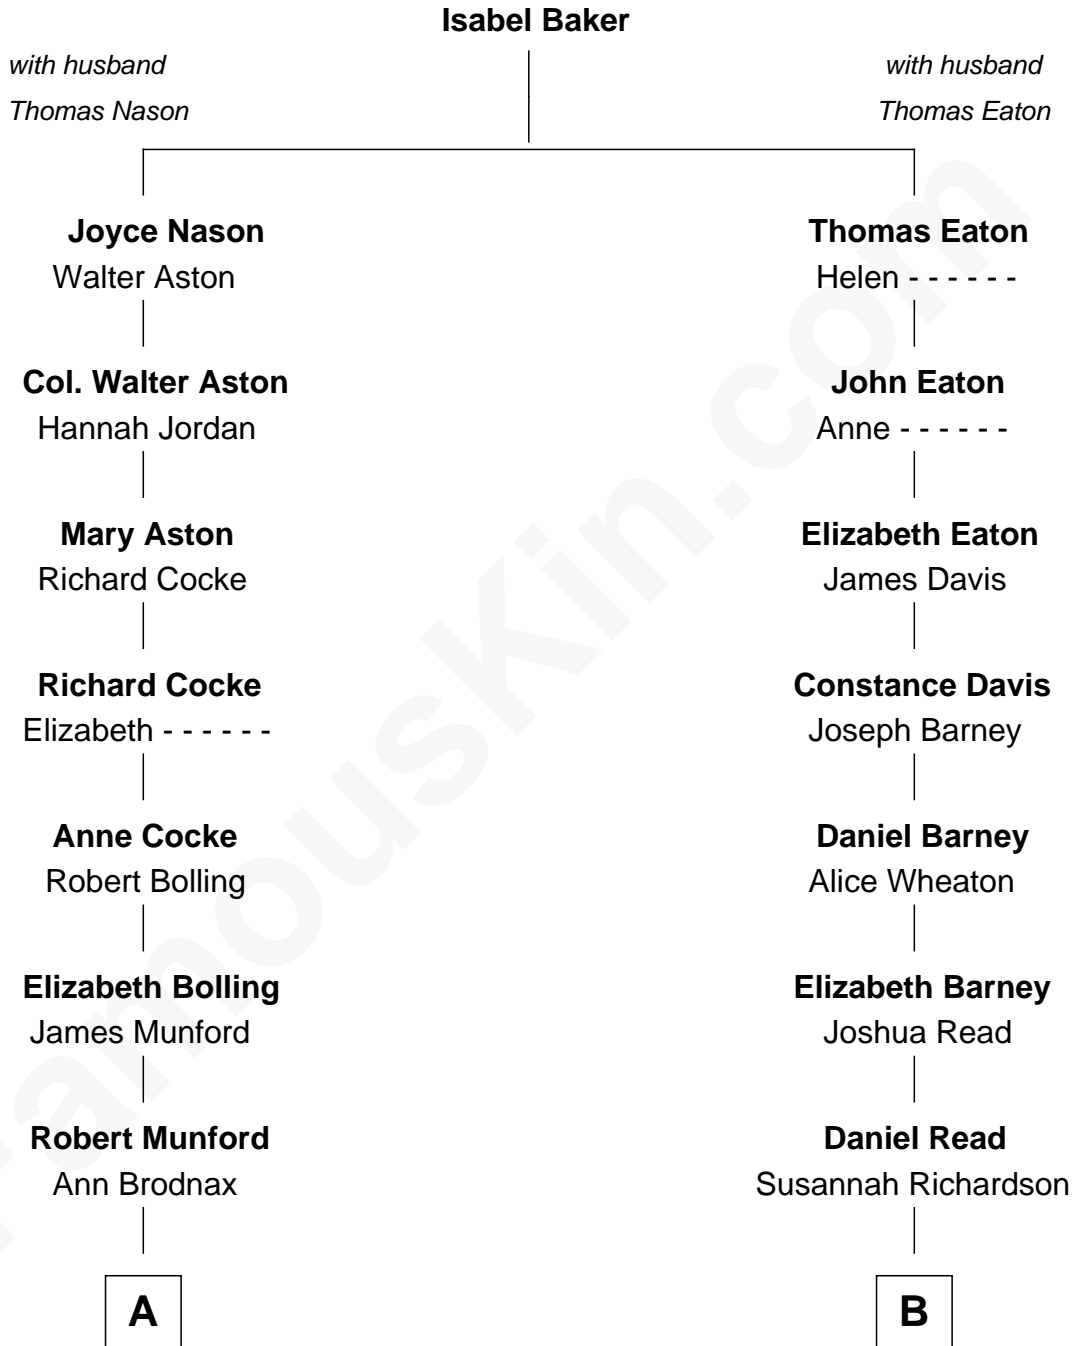 Isabel Baker
with husband
Thomas Nason
with husband
Thomas Eaton
Joyce Nason
Walter Aston
Thomas Eaton
Helen - - - - - -
Col. Walter Aston
Hannah Jordan
John Eaton
Anne - - - - - -
Mary Aston
Richard Cocke
Elizabeth Eaton
James Davis
Richard Cocke
Elizabeth - - - - - -
Constance Davis
Joseph Barney
Anne Cocke
Robert Bolling
Daniel Barney
Alice Wheaton
Elizabeth Bolling
James Munford
Elizabeth Barney
Joshua Read
Robert Munford
Ann Brodnax
Daniel Read
Susannah Richardson
A
B
FamousKin.com